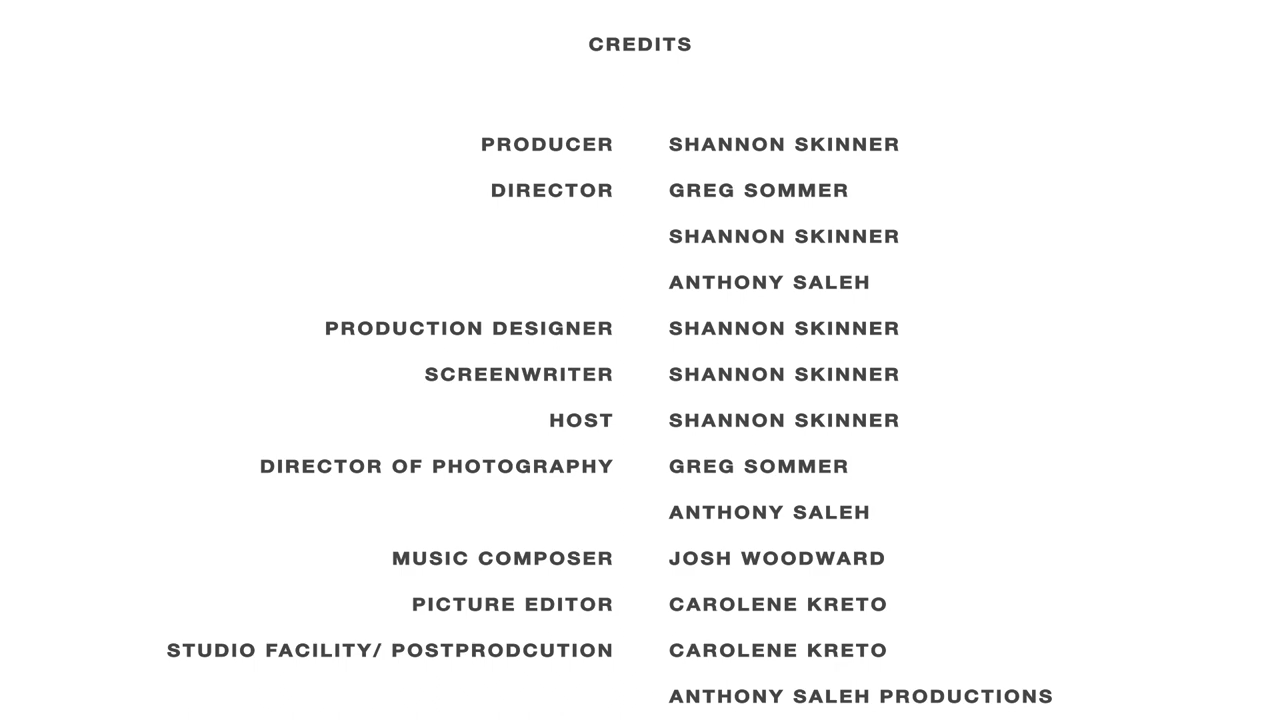 CREDITS
PRODUCER SHANNON SKINNER
DIRECTOR GREG SOMMER
SHANNON SKINNER
ANTHONY SALEH
PRODUCTION DESIGNER SHANNON SKINNER
SCREENWRITER SHANNON SKINNER
HOST SHANNON SKINNER
DIRECTOR OF PHOTOGRAPHY GREG SOMMER
ANTHONY SALEH
MUSIC COMPOSER JOSH WOODWARD
PICTURE EDITOR CAROLENE KRETO
STUDIO FACILITY/ POSTPRODCUTION CAROLENE KRETO
ANTHONY SALEH PRODUCTIONS